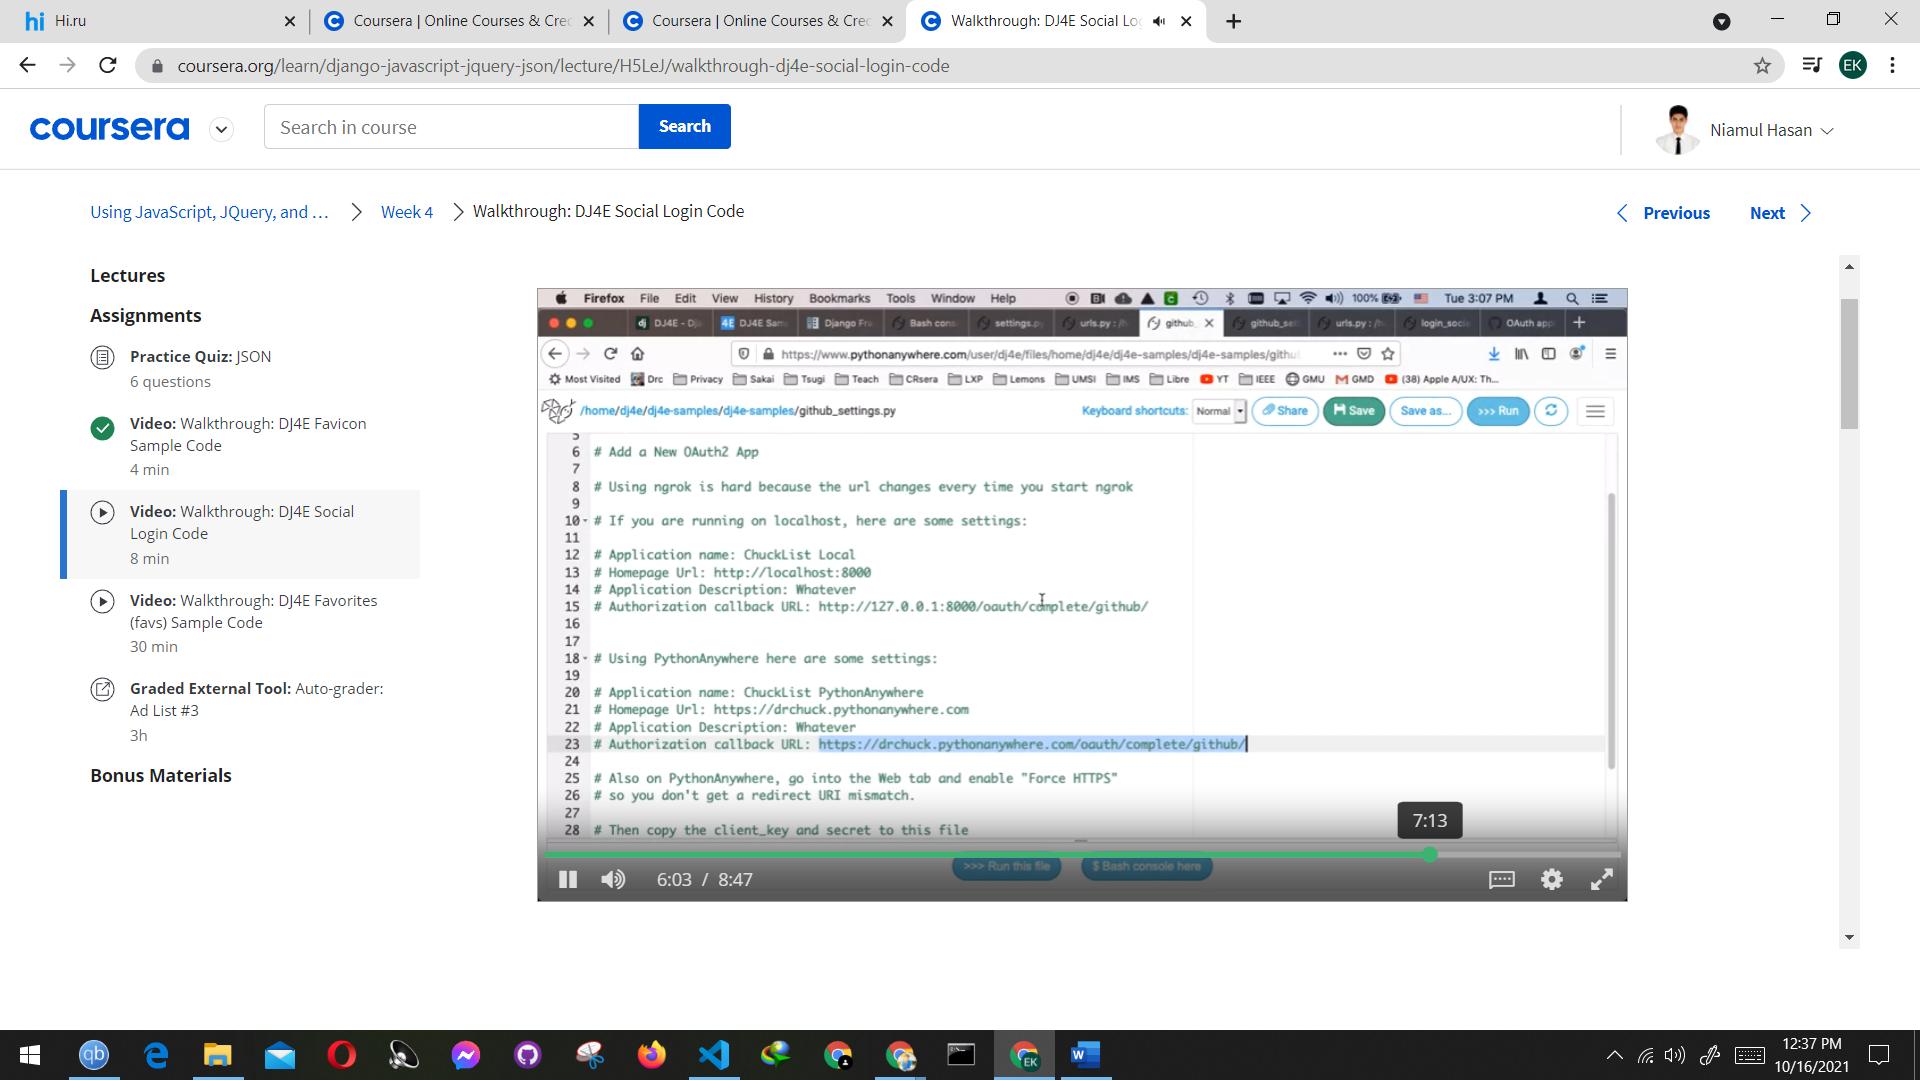 hi Hi.ru
Coursera | Online Courses & Cred
Coursera | Online Courses & Cred
Walkthrough: DJ4E Social Lo
coursera.org/learn/django-javascript-jquery-json/lecture/H5LeJ/walkthrough-dj4e-social-login-code
EK
coursera
Search in course
Search
Niamul Hasan
Using JavaScript, JQuery, and ...
Week 4
Walkthrough: DJ4E Social Login Code
Previous
Next
Lectures
Assignments
Practice Quiz: JSON
6 questions
Video: Walkthrough: DJ4E Favicon
Sample Code
4 min
Video: Walkthrough: DJ4E Social
Login Code
8 min
Video: Walkthrough: DJ4E Favorites
(favs) Sample Code
30 min
Graded External Tool: Auto-grader:
Ad List #3
3h
Bonus Materials
Firefox File Edit View History Bookmarks Tools Window Help 100% Tue 3:07 PM
dj DJ4E - Dja
4E DJ4E Sam
Django Fra
Bash cons
settings.py
urls.py : /h
github_
github_set
urls.py : /h
login_socia
OAuth app
https://www.pythonanywhere.com/user/dj4e/files/home/dj4e/dj4e-samples/dj4e-samples/githu
Most Visited Drc Privacy Sakai Tsugi Teach CRsera LXP Lemons UMSI IMS Libre YT IEEE GMU GMD (38) Apple A/UX: Th...
/home/dj4e/dj4e-samples/dj4e-samples/github_settings.py
Keyboard shortcuts: Normal Share Save Save as... >>> Run
5
6 # Add a New OAuth2 App
7
8 # Using ngrok is hard because the url changes every time you start ngrok
9
10 # If you are running on localhost, here are some settings:
11
12 # Application name: ChuckList Local
13 # Homepage Url: http://localhost:8000
14 # Application Description: Whatever
15 # Authorization callback URL: http://127.0.0.1:8000/oauth/complete/github/
16
17
18 # Using PythonAnywhere here are some settings:
19
20 # Application name: ChuckList PythonAnywhere
21 # Homepage Url: https://drchuck.pythonanywhere.com
22 # Application Description: Whatever
23 # Authorization callback URL: https://drchuck.pythonanywhere.com/oauth/complete/github/
24
25 # Also on PythonAnywhere, go into the Web tab and enable "Force HTTPS"
26 # so you don't get a redirect URI mismatch.
27
28 # Then copy the client_key and secret to this file
7:13
>>> Run this file
$ Bash console here
6:03 / 8:47
qb
EK
W
12:37 PM
10/16/2021